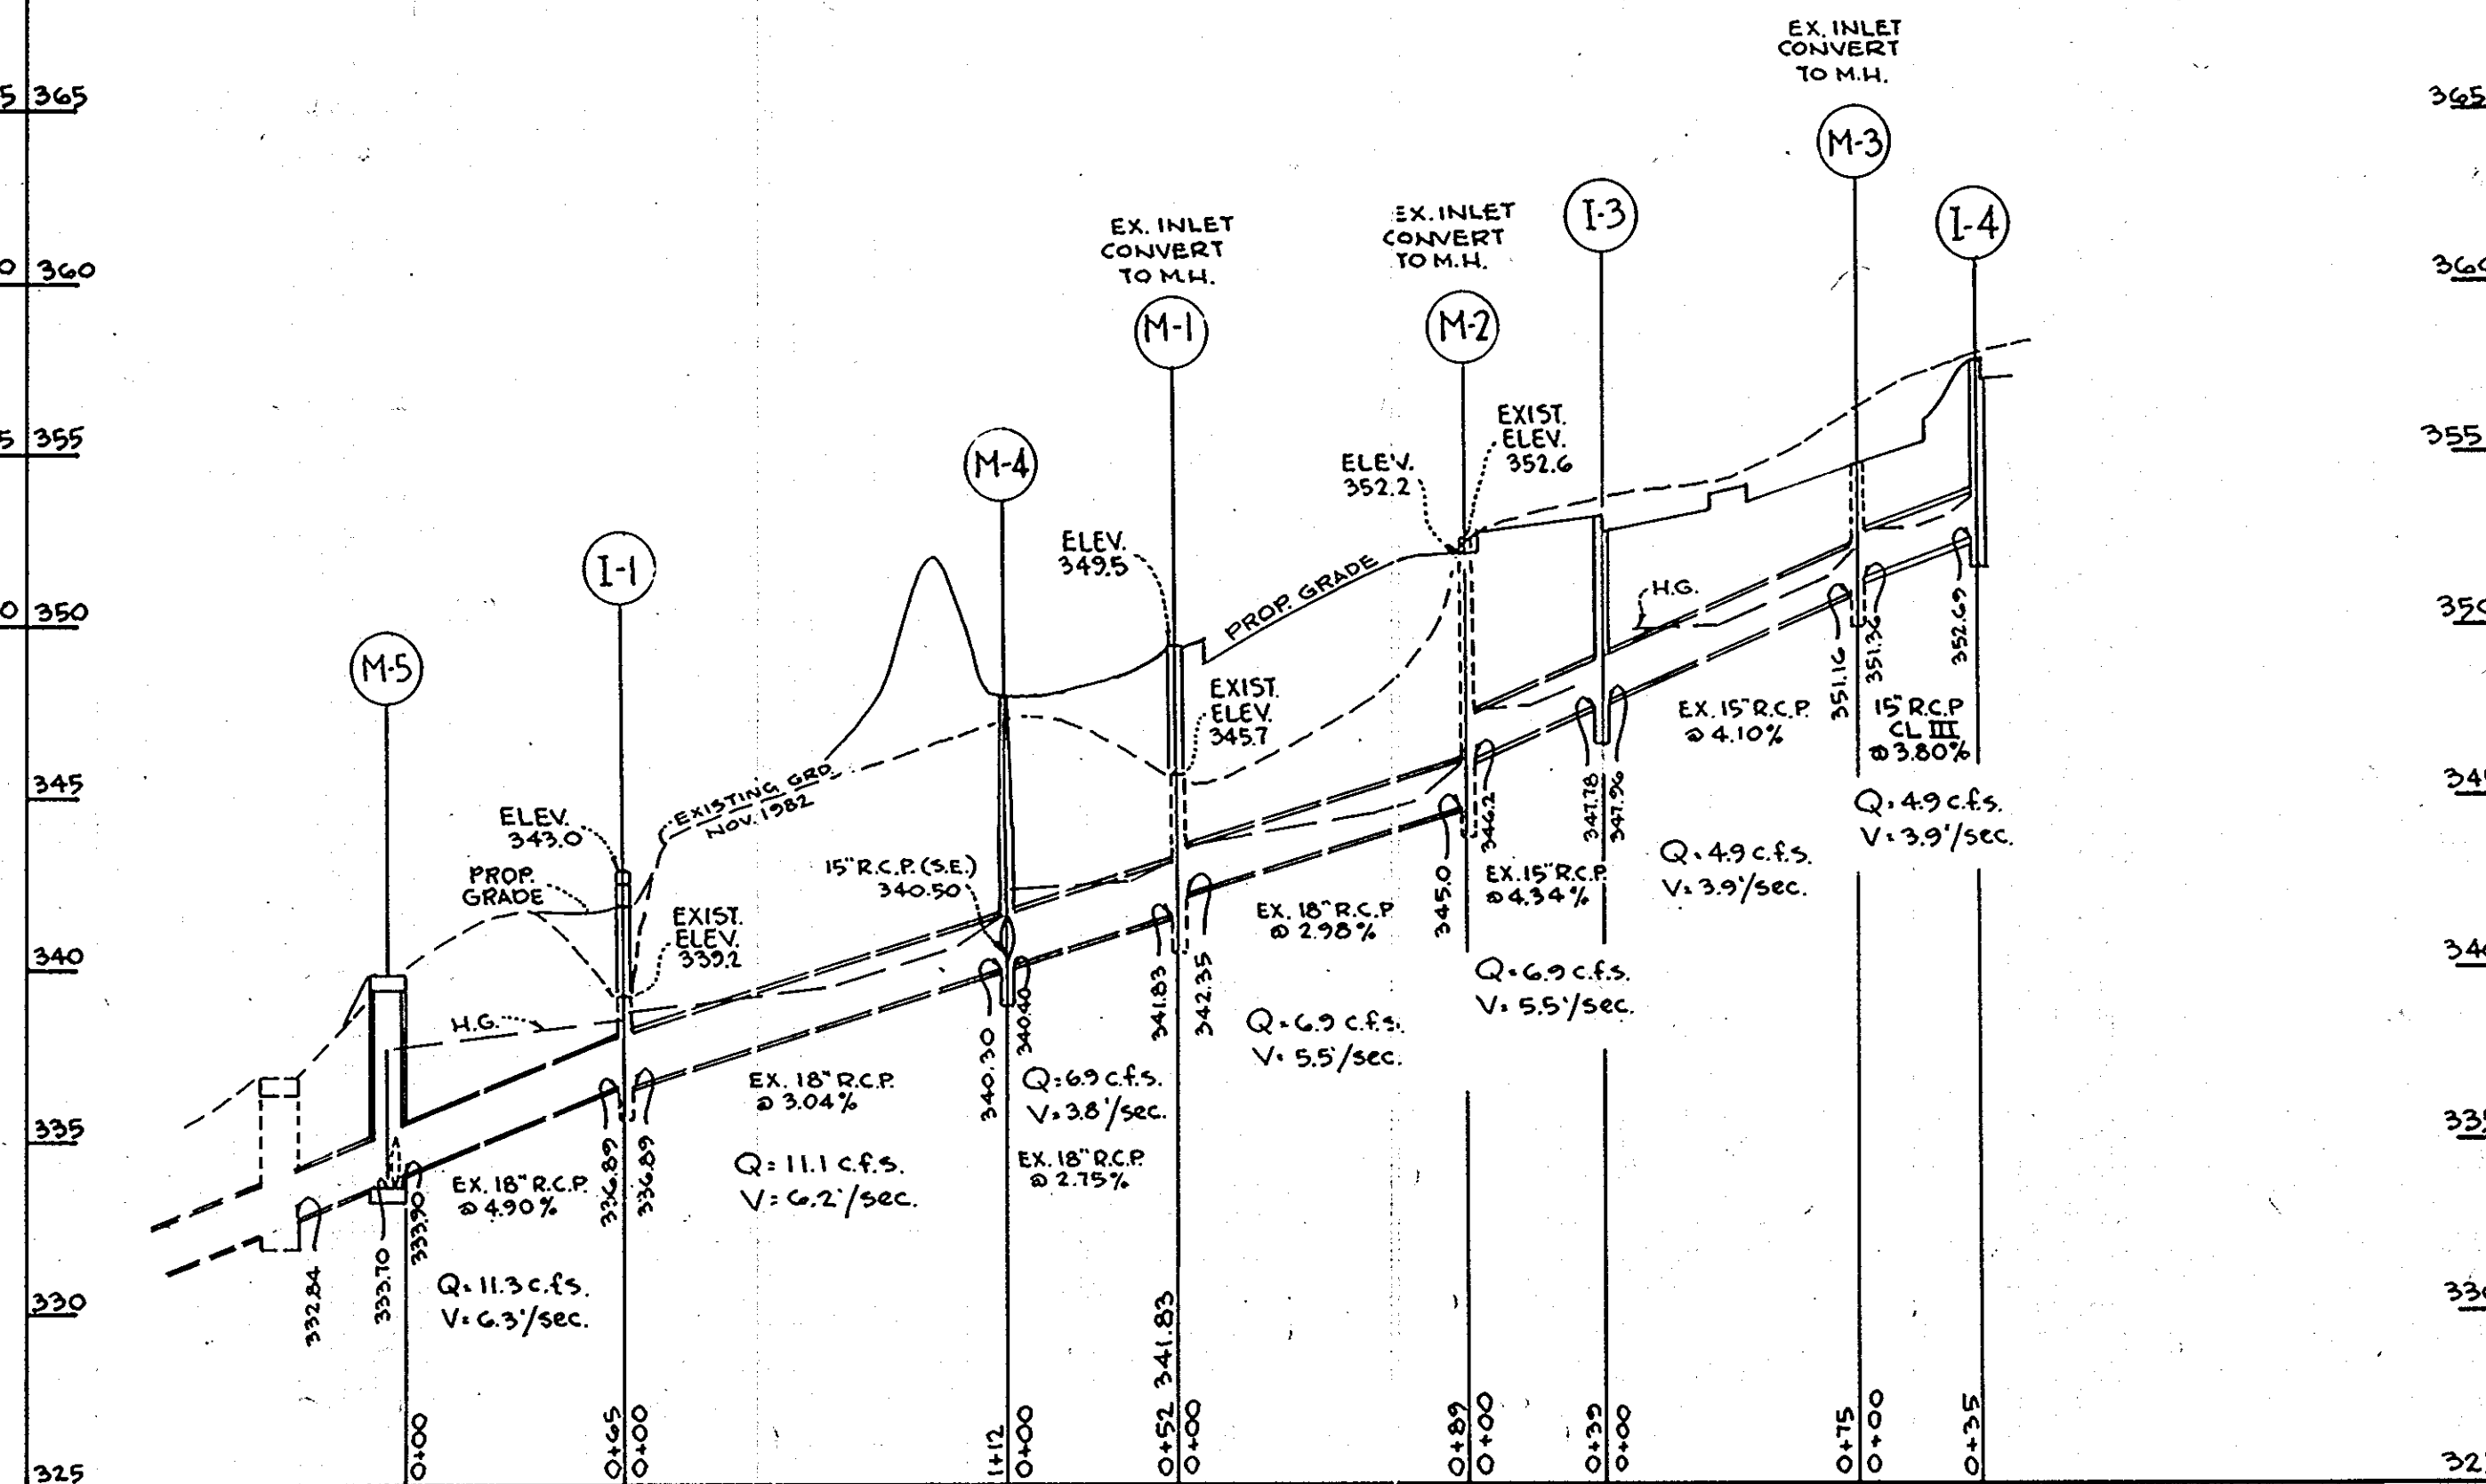 EX. INLET
CONVERT
TO M.H.
M-3
365
365
I-3
I-4
EX. INLET
CONVERT
TO M.H.
EX. INLET
CONVERT
TO M.H.
360
M-1
M-2
355
355
M-4
ELEV.
352.2
EXIST.
ELEV.
352.6
I-1
ELEV.
349.5
PROP. GRADE
H.G.
350
M-5
EXIST.
ELEV.
345.7
351.16
351.36
352.69
EX. 15" R.C.P.
@ 4.10%
15" R.C.P
CL III
@ 3.80%
345
EXISTING GRD.
NOV. 1982
ELEV.
343.0
347.78
347.96
346.2
345.0
Q= 4.9 c.f.s.
V= 3.9'/sec.
Q= 4.9 c.f.s.
V= 3.9'/sec.
PROP.
GRADE
15" R.C.P. (S.E.)
340.50
EX. 15" R.C.P.
@ 4.34%
EXIST.
ELEV.
339.2
EX. 18" R.C.P
@ 2.98%
340
H.G.
340.30
340.40
341.83
342.35
Q= 6.9 c.f.s.
V= 5.5'/sec.
Q= 6.9 c.f.s.
V= 5.5'/sec.
EX. 18" R.C.P.
@ 3.04%
Q= 6.9 c.f.s.
V= 3.8'/sec.
335
336.89
336.89
EX. 18" R.C.P.
@ 4.90%
Q= 11.1 c.f.s.
V= 6.2'/sec.
EX. 18" R.C.P.
@ 2.75%
332.84
333.70
333.90
Q= 11.3 c.f.s.
V= 6.3'/sec.
330
341.83
0+00
0+65
0+00
1+12
0+00
0+52
0+00
0+89
0+00
0+39
0+00
0+75
0+00
0+35
325